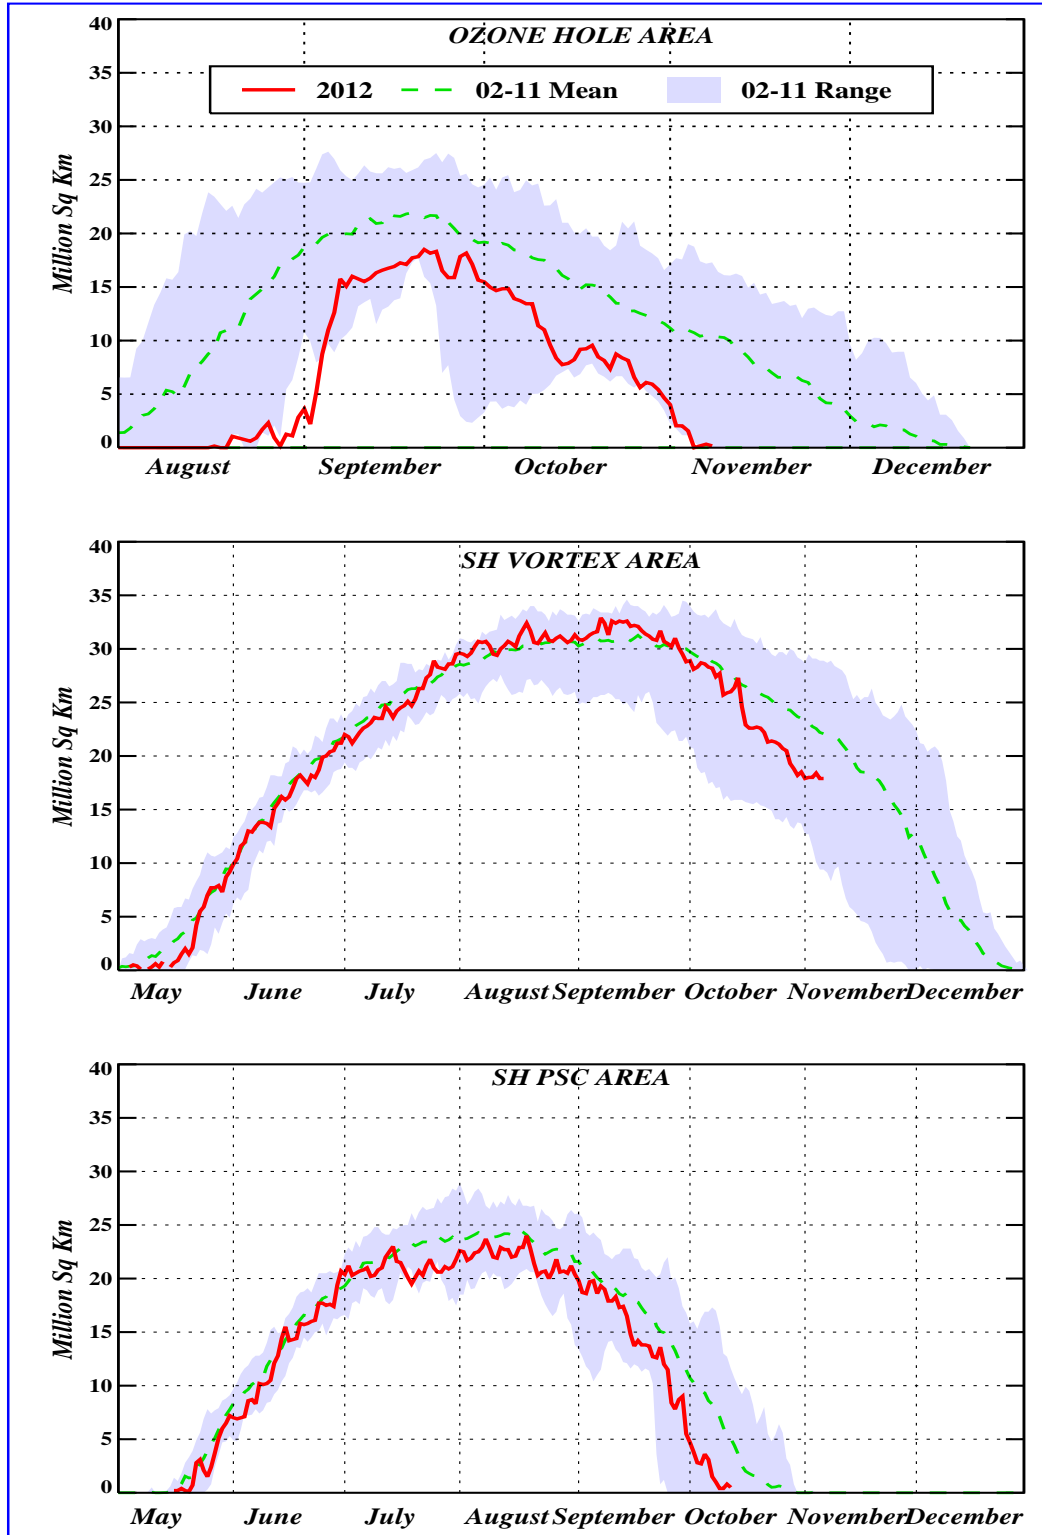 OZONE HOLE AREA
2012 02-11 Mean 02-11 Range
Million Sq Km
40
35
30
25
20
15
10
5
0
August September October November December
SH VORTEX AREA
Million Sq Km
40
35
30
25
20
15
10
5
0
May June July August September October November December
SH PSC AREA
Million Sq Km
40
35
30
25
20
15
10
5
0
May June July August September October November December